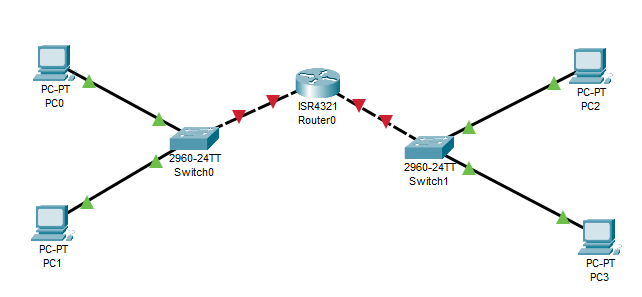 PC-PT
PC0
ISR4321
Router0
PC-PT
PC2
2960-24TT
Switch0
2960-24TT
Switch1
PC-PT
PC1
PC-PT
PC3